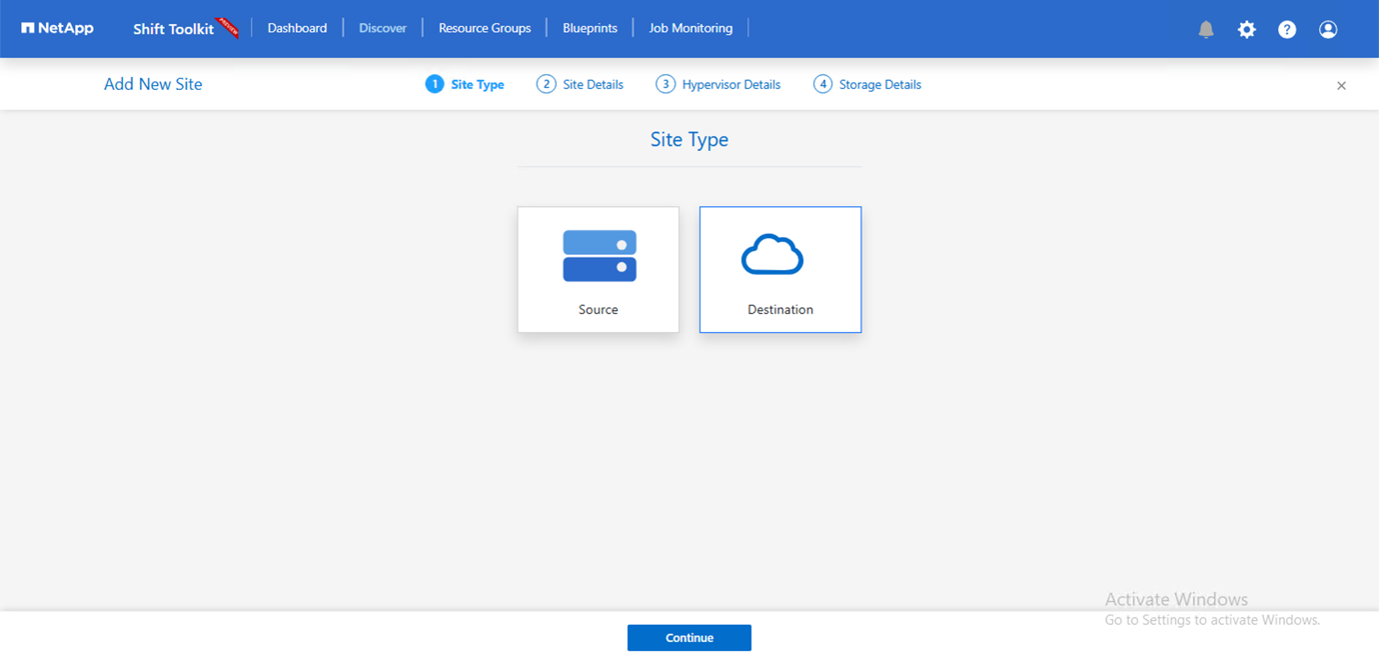 NetApp Shift Toolkit PREVIEW Dashboard Discover Resource Groups Blueprints Job Monitoring ?
Add New Site 1 Site Type 2 Site Details 3 Hypervisor Details 4 Storage Details ×
Site Type
Source Destination
Activate Windows
Go to Settings to activate Windows.
Continue